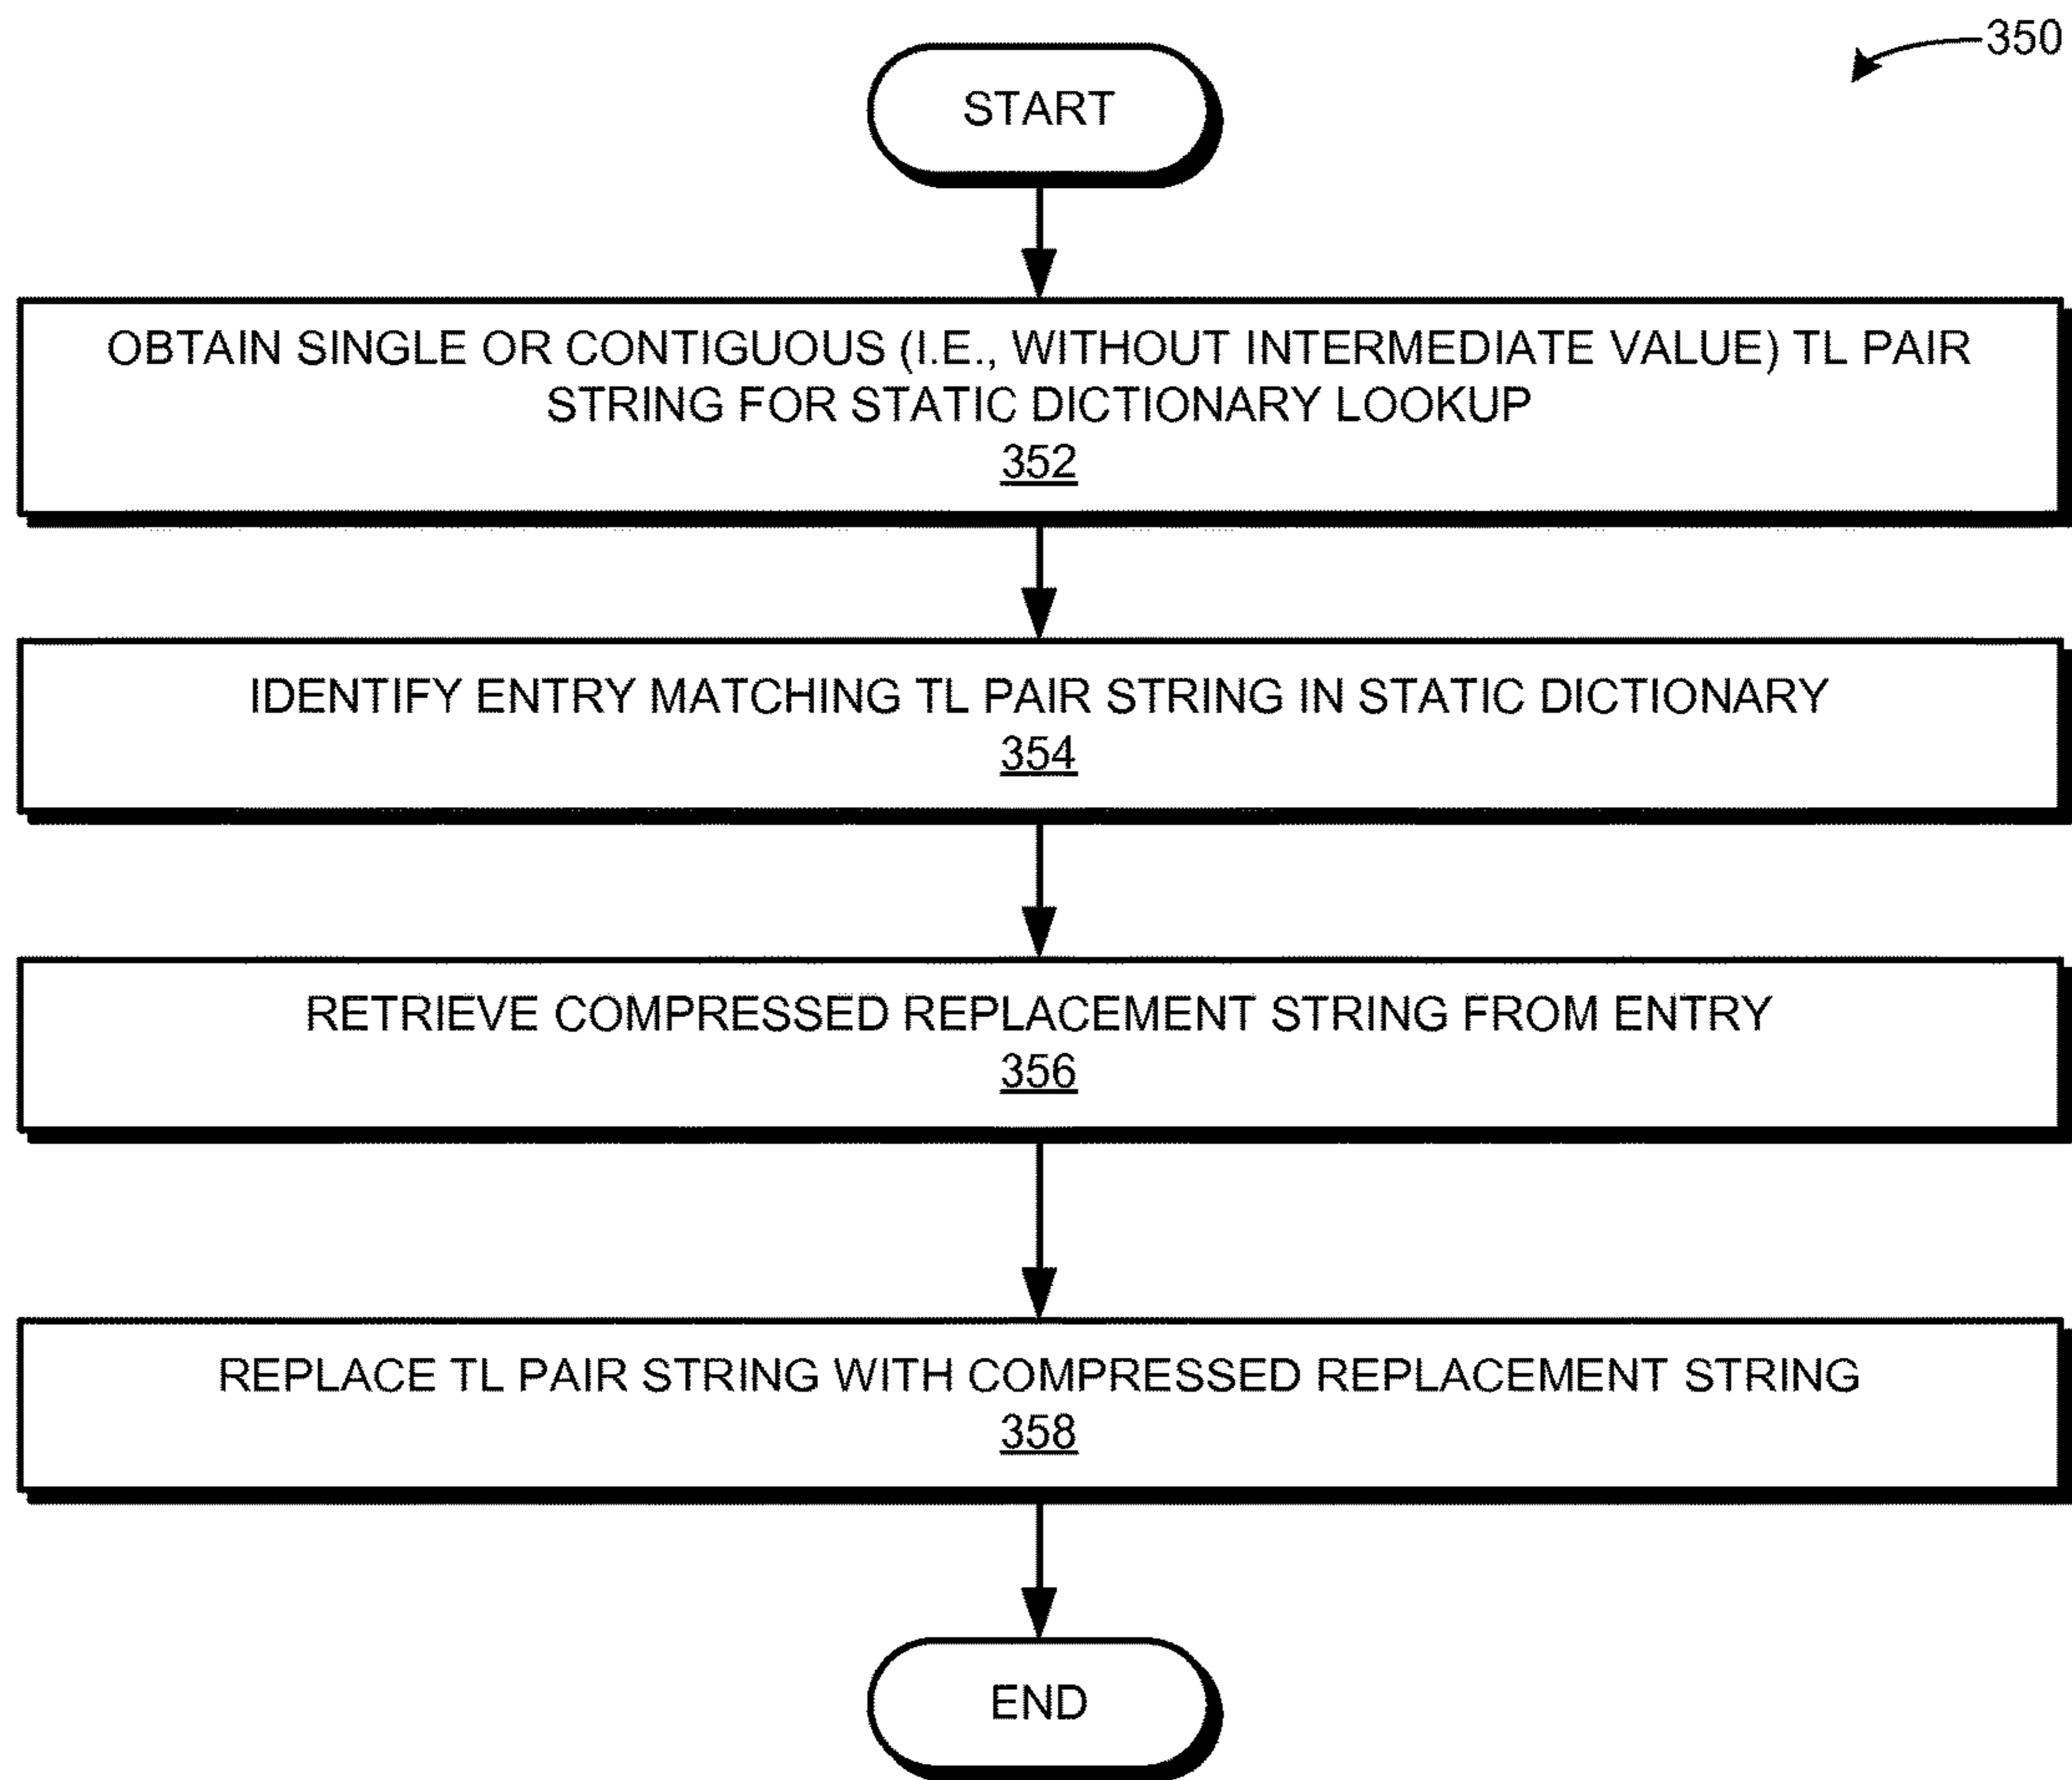 350
START
OBTAIN SINGLE OR CONTIGUOUS (I.E., WITHOUT INTERMEDIATE VALUE) TL PAIR
STRING FOR STATIC DICTIONARY LOOKUP
352
IDENTIFY ENTRY MATCHING TL PAIR STRING IN STATIC DICTIONARY
354
RETRIEVE COMPRESSED REPLACEMENT STRING FROM ENTRY
356
REPLACE TL PAIR STRING WITH COMPRESSED REPLACEMENT STRING
358
END